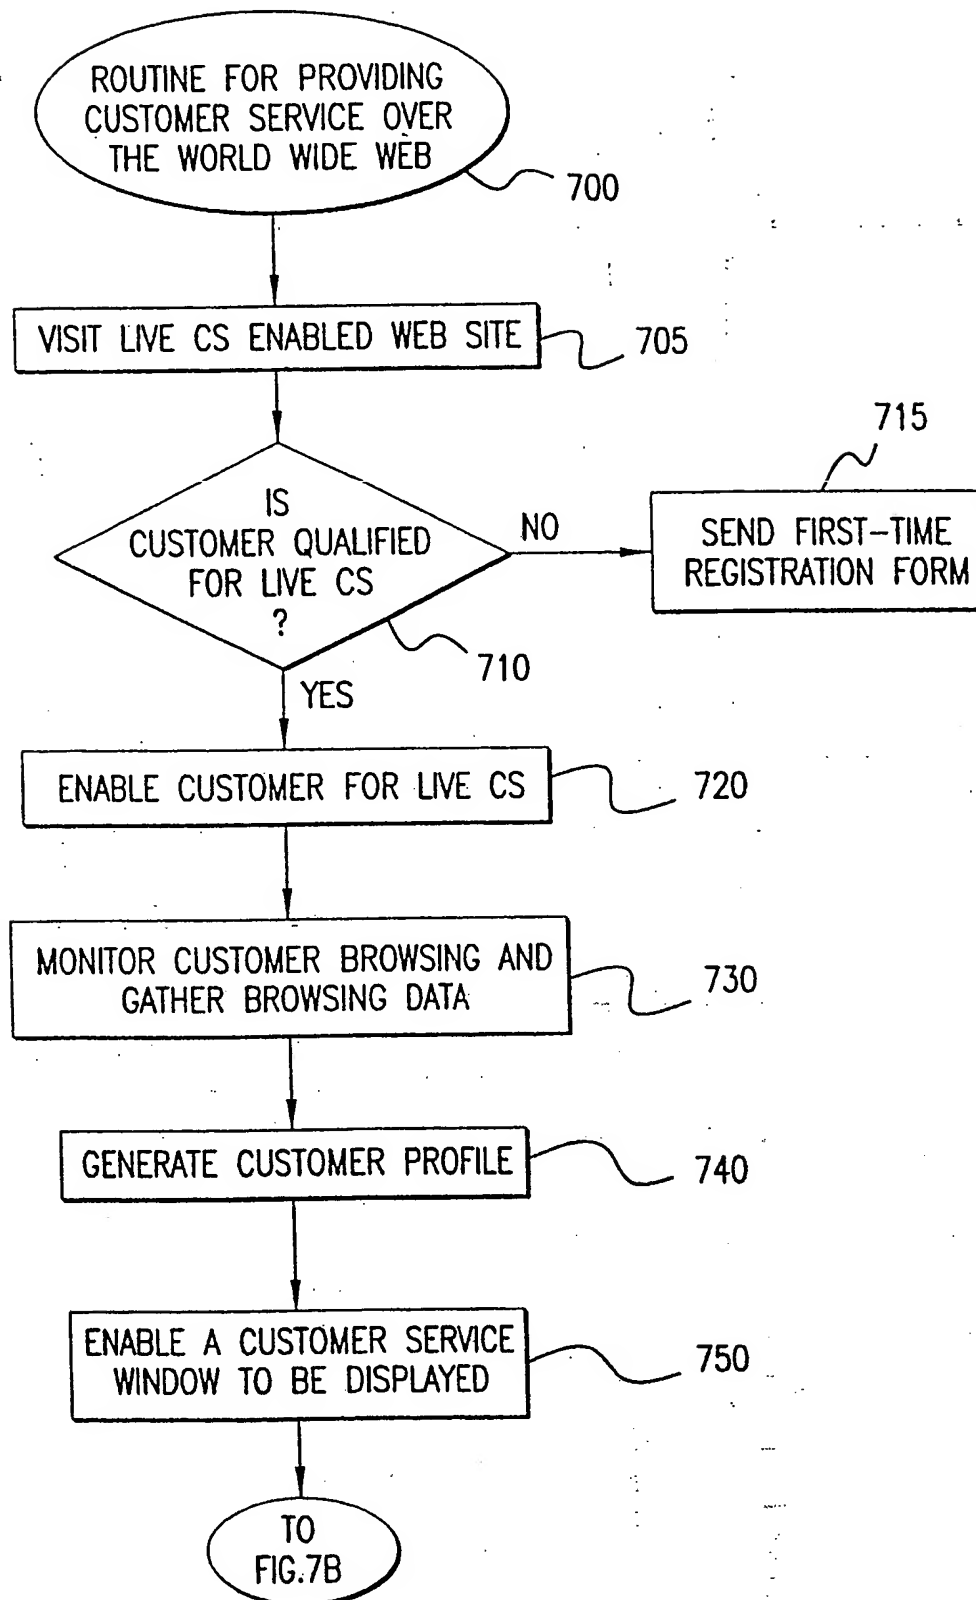 ROUTINE FOR PROVIDING
CUSTOMER SERVICE OVER
THE WORLD WIDE WEB
700
VISIT LIVE CS ENABLED WEB SITE
705
715
IS
CUSTOMER QUALIFIED
FOR LIVE CS
?
NO
SEND FIRST-TIME
REGISTRATION FORM
710
YES
ENABLE CUSTOMER FOR LIVE CS
720
MONITOR CUSTOMER BROWSING AND
GATHER BROWSING DATA
730
GENERATE CUSTOMER PROFILE
740
ENABLE A CUSTOMER SERVICE
WINDOW TO BE DISPLAYED
750
TO
FIG.7B